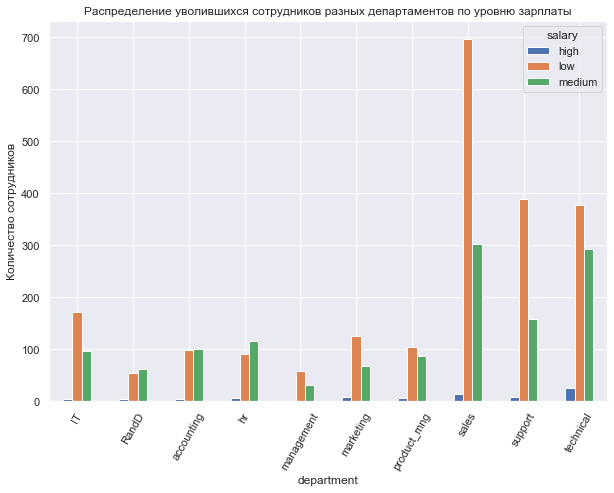 Распределение уволившихся сотрудников разных департаментов по уровню зарплаты
salary
high
low
medium
Количество сотрудников
700
600
500
400
300
200
100
0
IT
RandD
accounting
hr
management
marketing
product_mng
sales
support
technical
department